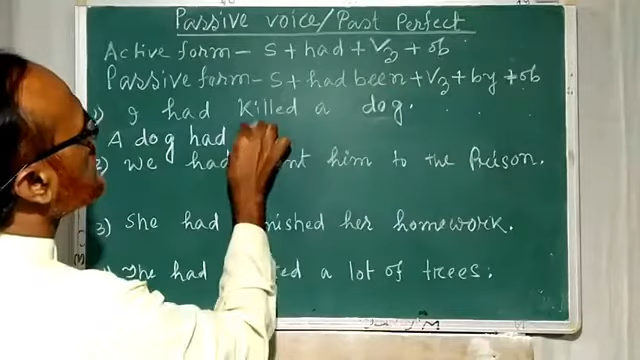 Passive voice/Past Perfect
Active form - S + had + V3 + ob
Passive form - S + had been + V3 + by + ob
1) I had killed a dog.
A dog had
2) We had him to the Prison.
3) She had her homework.
had a lot of trees.